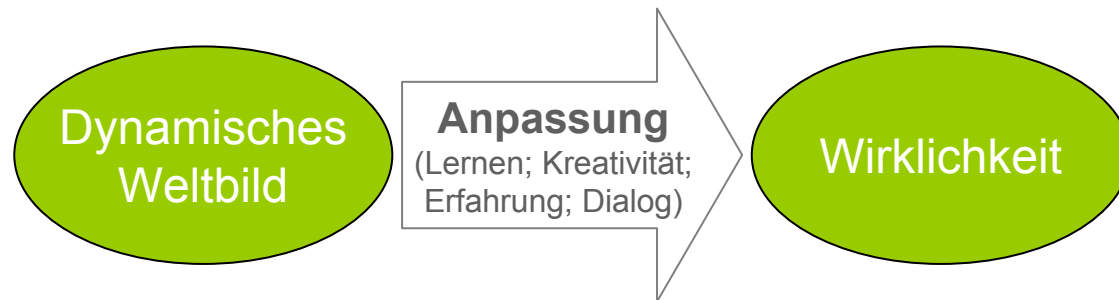 Dynamisches
Weltbild
Anpassung
(Lernen; Kreativität;
Erfahrung; Dialog)
Wirklichkeit